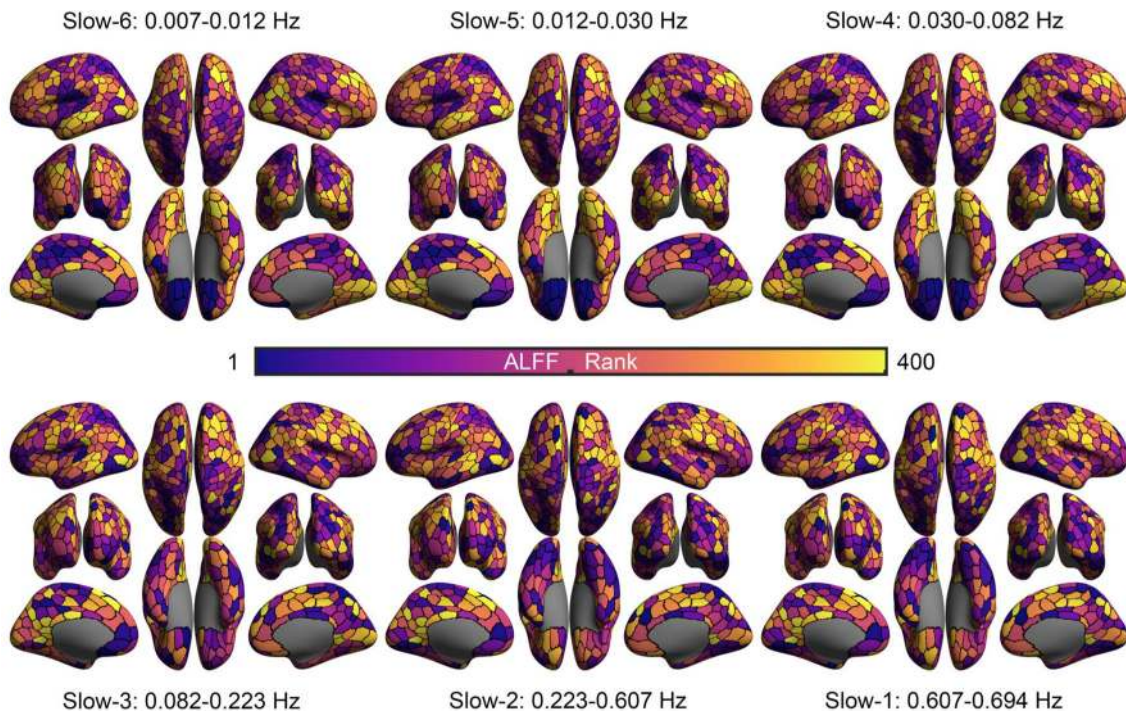 Slow-6: 0.007-0.012 Hz
Slow-5: 0.012-0.030 Hz
Slow-4: 0.030-0.082 Hz
1 ALFF Rank 400
Slow-3: 0.082-0.223 Hz
Slow-2: 0.223-0.607 Hz
Slow-1: 0.607-0.694 Hz